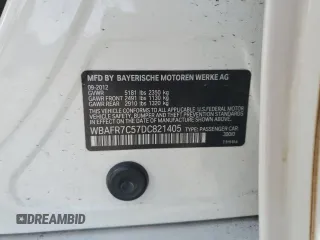 MFD BY BAYERISCHE MOTOREN WERKE AG
09-2012
GVWR 5181 lbs 2350 kg
GAWR FRONT 2491 lbs 1130 kg
GAWR REAR 2910 lbs 1320 kg
THIS VEHICLE CONFORMS TO ALL APPLICABLE
U.S. FEDERAL MOTOR VEHICLE SAFETY, BUMPER,
AND THEFT PREVENTION STANDARDS IN EFFECT
ON THE DATE OF MANUFACTURE SHOWN ABOVE.
WBAFR7C57DC821405 TYPE: PASSENGER CAR
DREAMBID